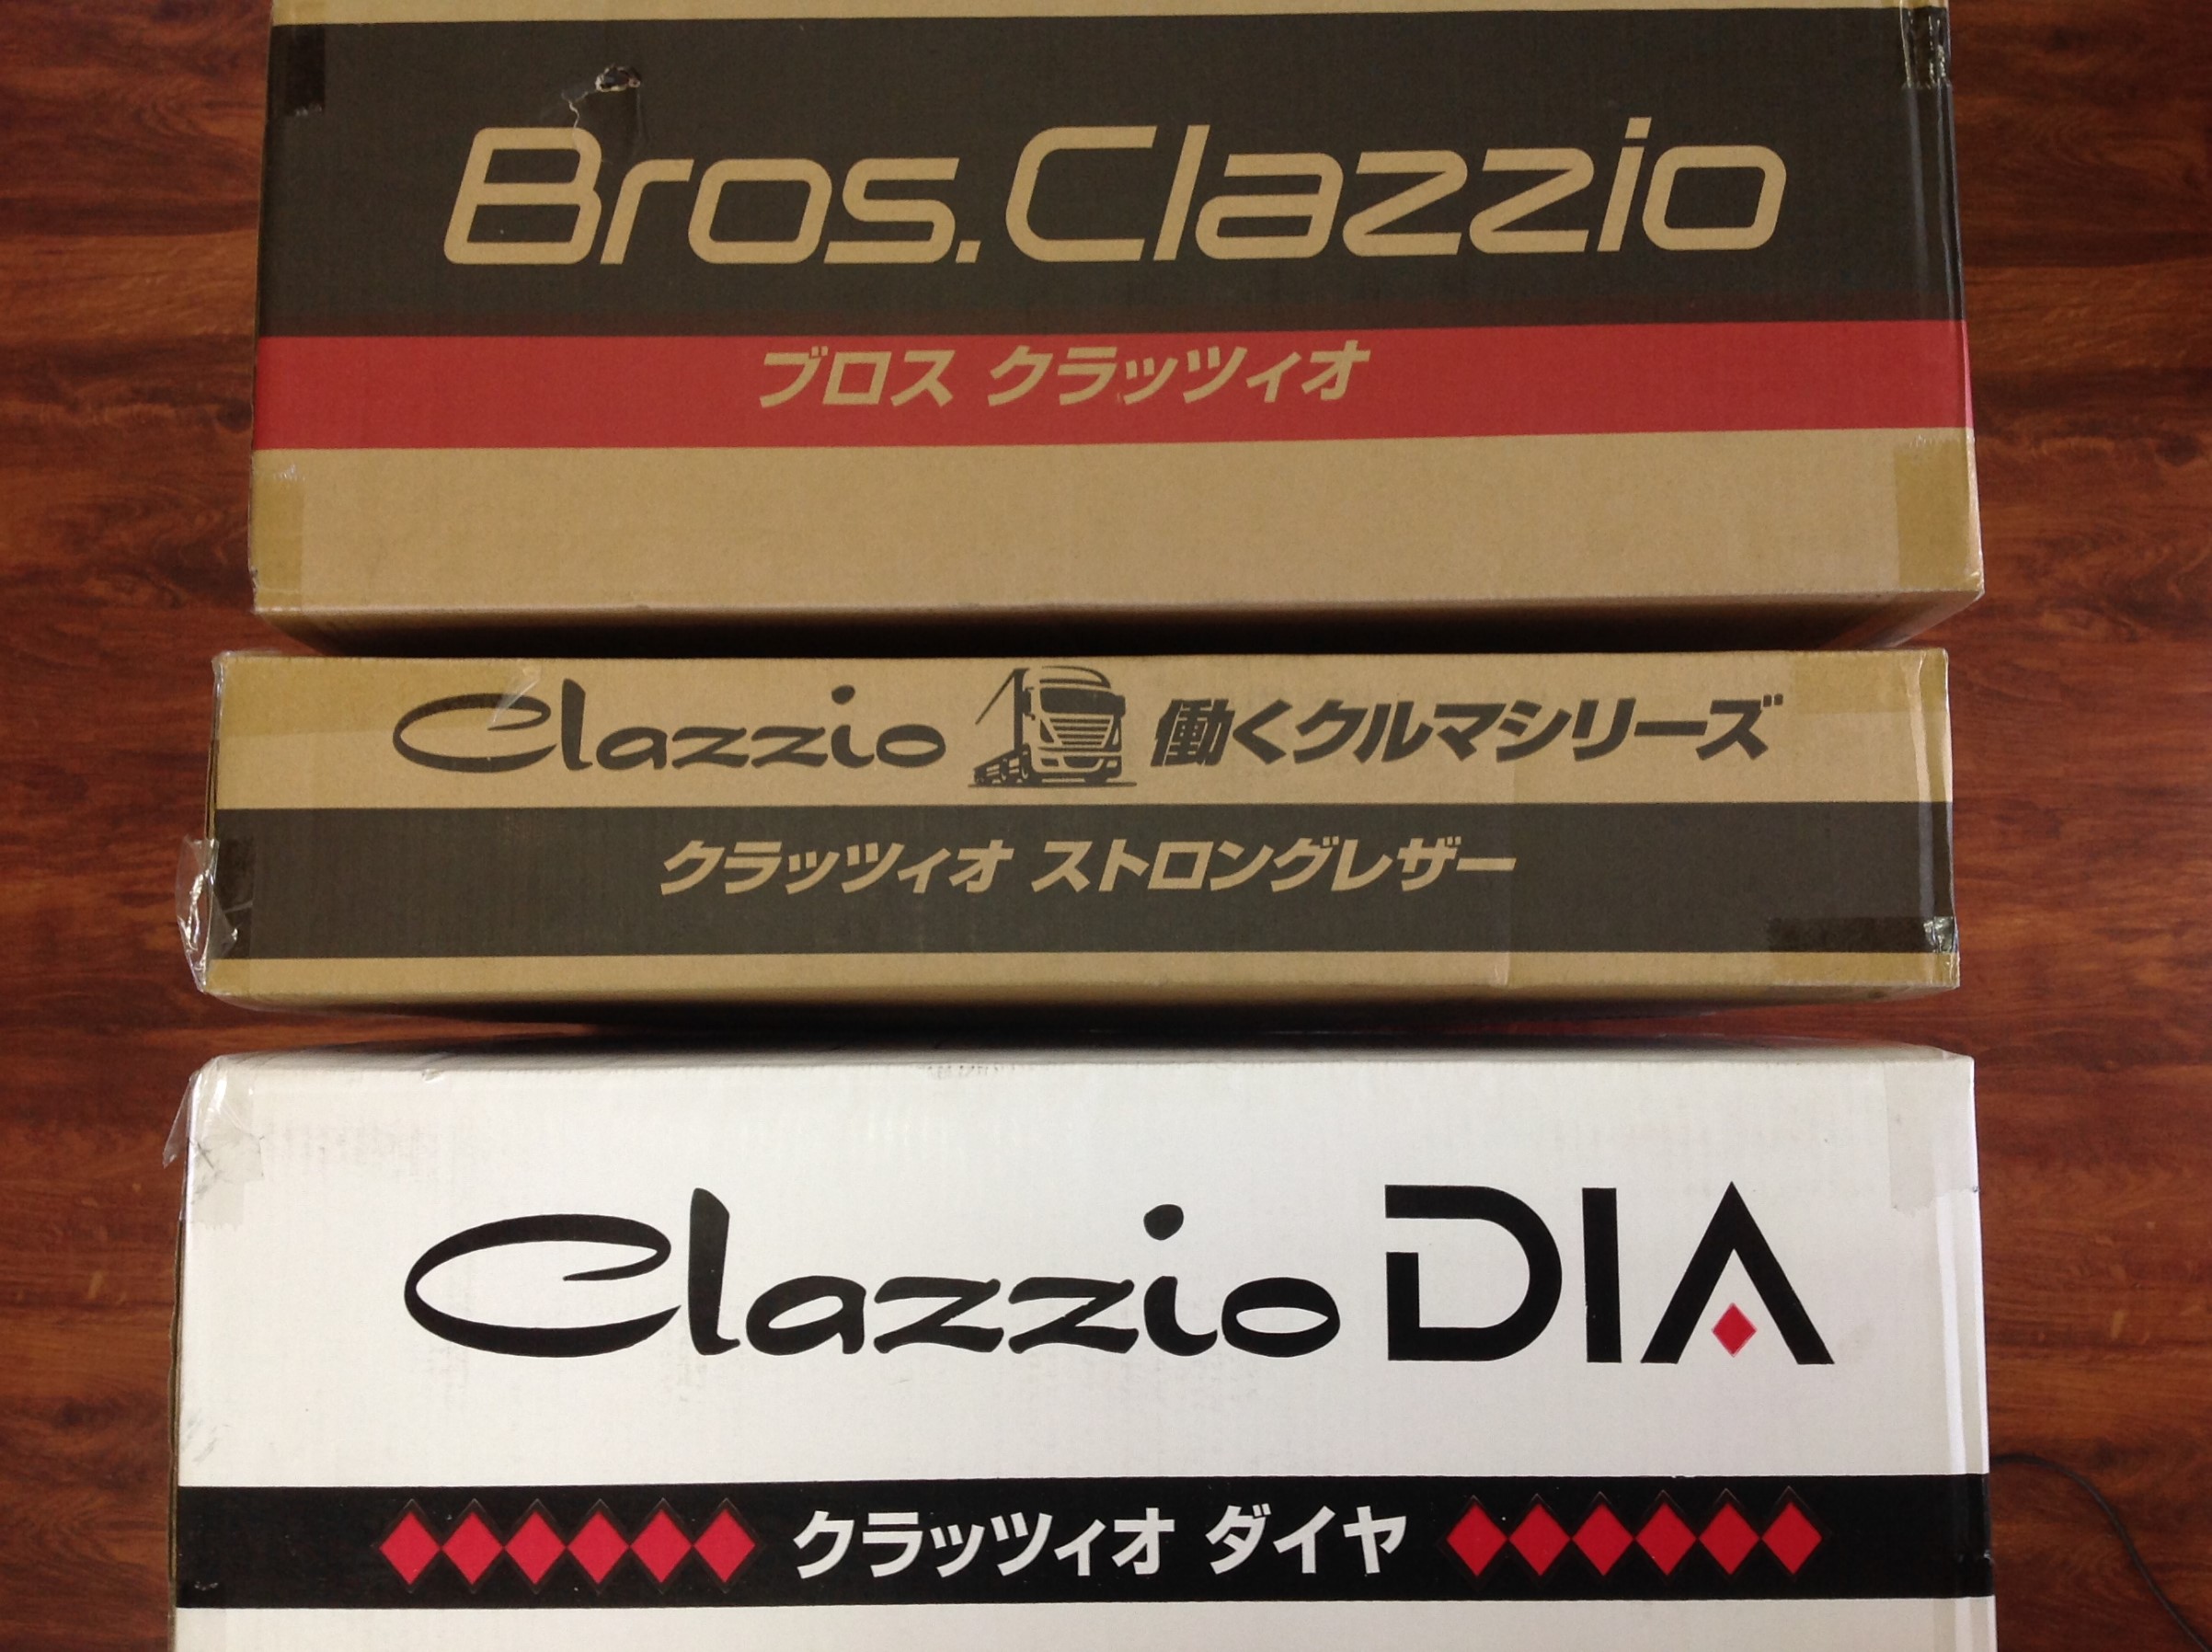 Bros.Clazzio
ブロス クラッツィオ
Clazzio 働くクルマシリーズ
クラッツィオ ストロングレザー
Clazzio DIA
クラッツィオ ダイヤ